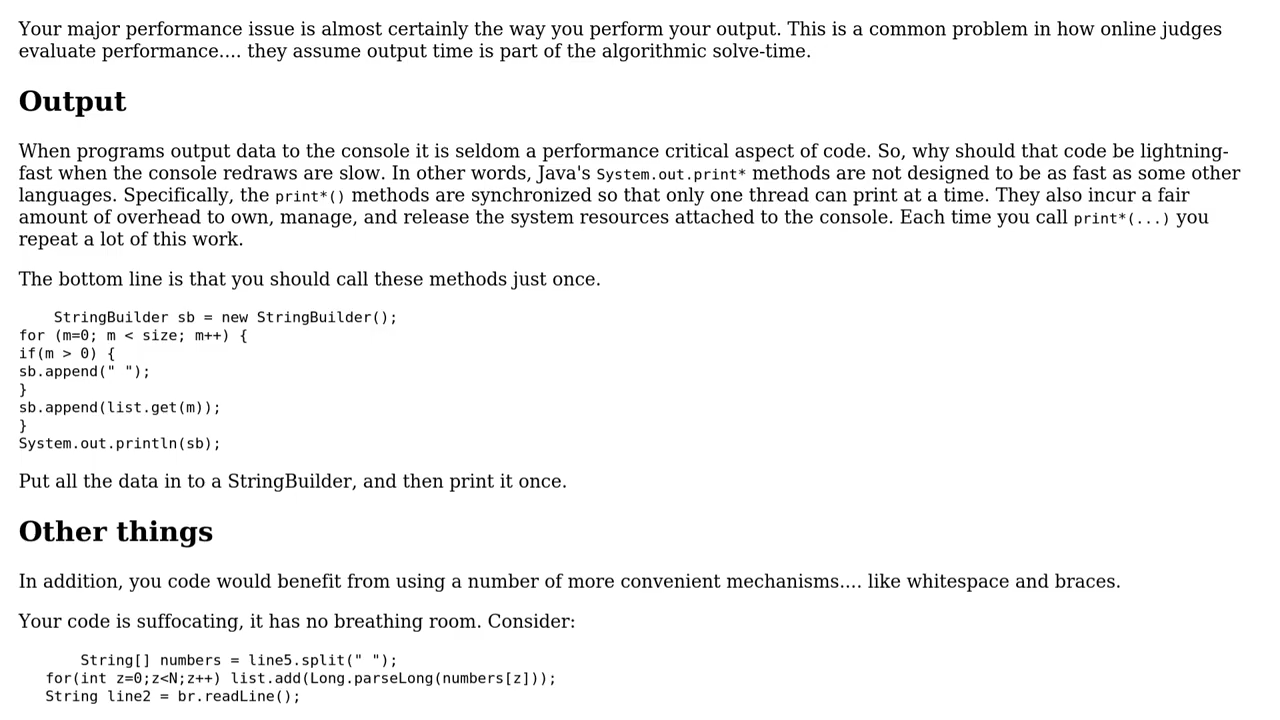 Your major performance issue is almost certainly the way you perform your output. This is a common problem in how online judges
evaluate performance.... they assume output time is part of the algorithmic solve-time.
Output
When programs output data to the console it is seldom a performance critical aspect of code. So, why should that code be lightning-
fast when the console redraws are slow. In other words, Java's System.out.print* methods are not designed to be as fast as some other
languages. Specifically, the print*() methods are synchronized so that only one thread can print at a time. They also incur a fair
amount of overhead to own, manage, and release the system resources attached to the console. Each time you call print*(...) you
repeat a lot of this work.
The bottom line is that you should call these methods just once.
    StringBuilder sb = new StringBuilder();
for (m=0; m < size; m++) {
if(m > 0) {
sb.append(" ");
}
sb.append(list.get(m));
}
System.out.println(sb);
Put all the data in to a StringBuilder, and then print it once.
Other things
In addition, you code would benefit from using a number of more convenient mechanisms.... like whitespace and braces.
Your code is suffocating, it has no breathing room. Consider:
       String[] numbers = line5.split(" ");
   for(int z=0;z<N;z++) list.add(Long.parseLong(numbers[z]));
   String line2 = br.readLine();